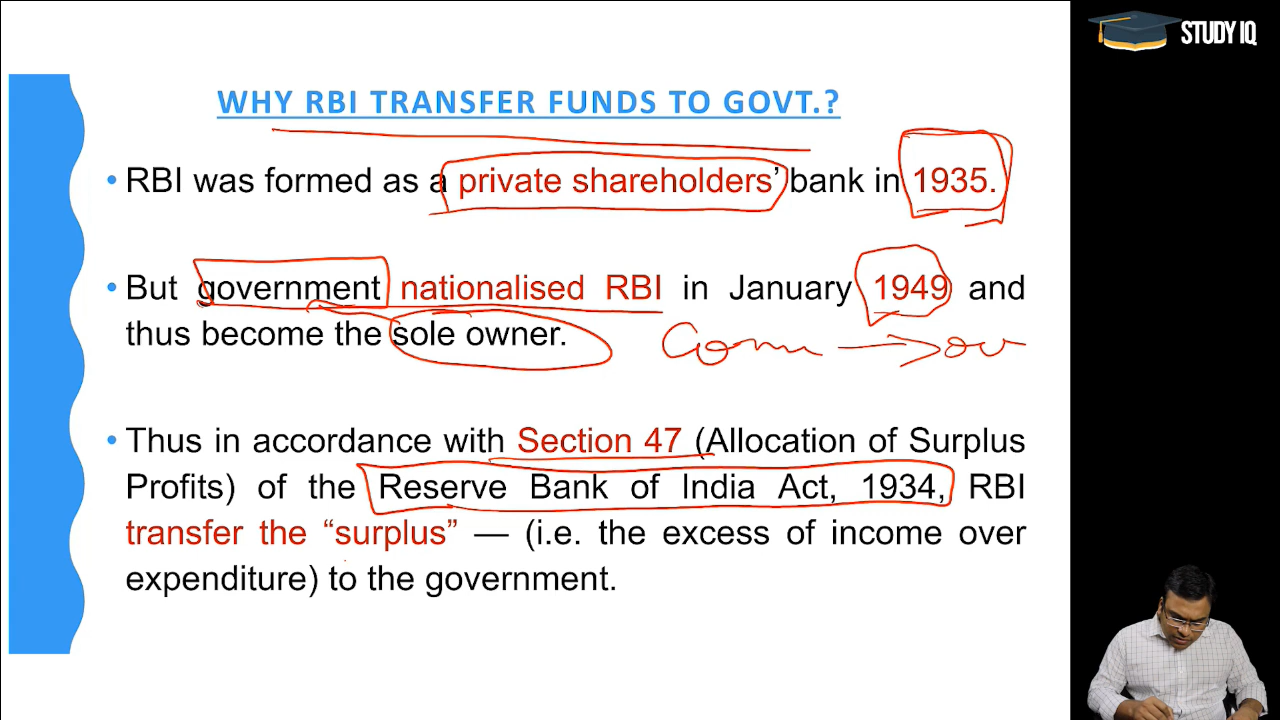 STUDY IQ
WHY RBI TRANSFER FUNDS TO GOVT.?
• RBI was formed as a private shareholders’ bank in 1935.
• But government nationalised RBI in January 1949 and
thus become the sole owner.
• Thus in accordance with Section 47 (Allocation of Surplus
Profits) of the Reserve Bank of India Act, 1934, RBI
transfer the “surplus” — (i.e. the excess of income over
expenditure) to the government.